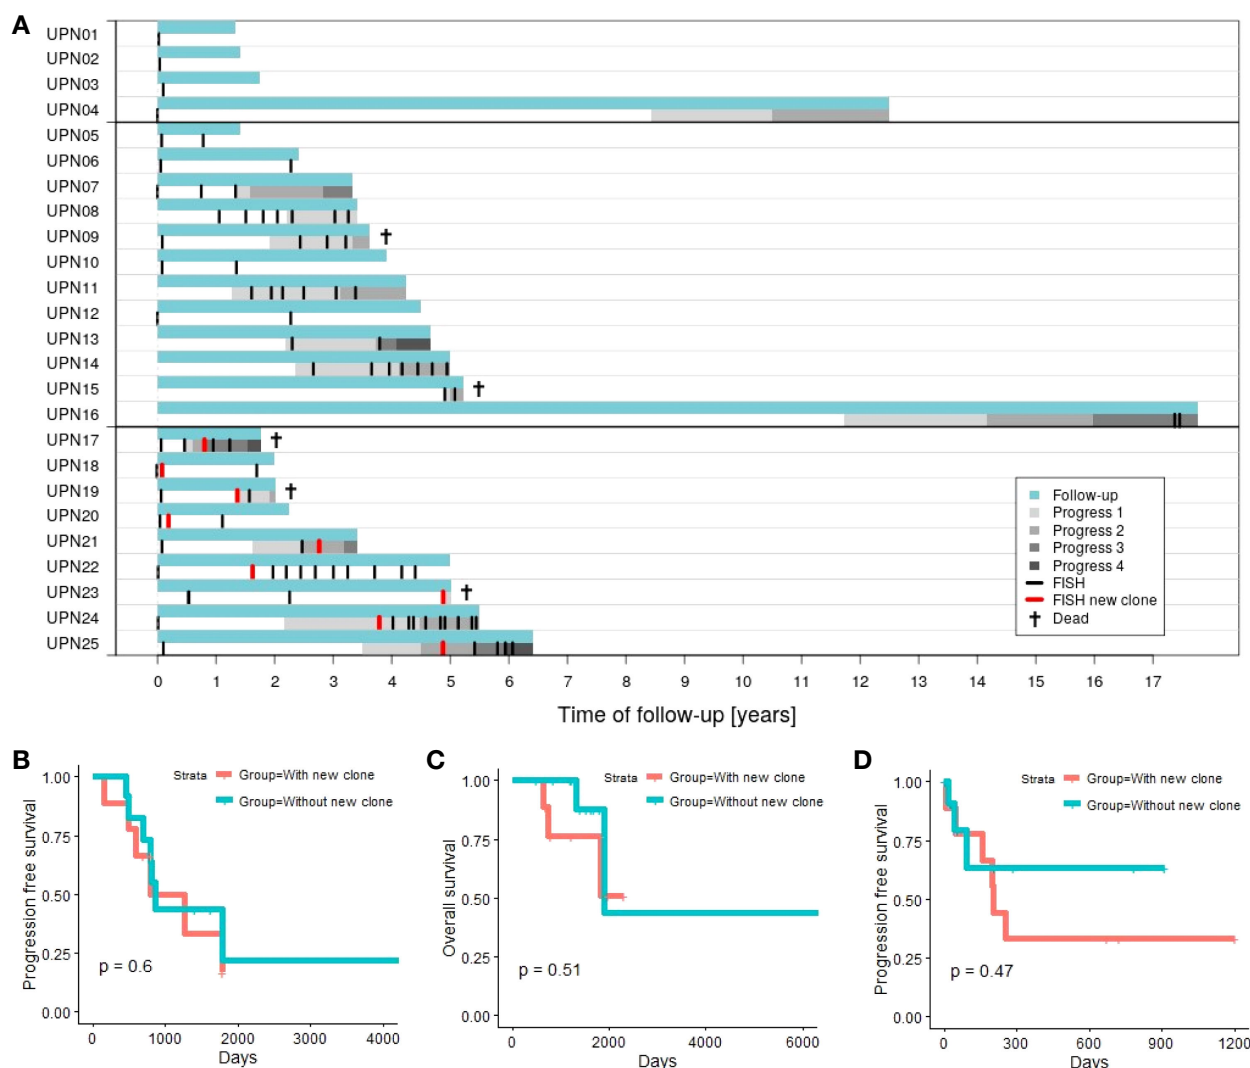 A
UPN01
UPN02
UPN03
UPN04
UPN05
UPN06
UPN07
UPN08
UPN09
UPN10
UPN11
UPN12
UPN13
UPN14
UPN15
UPN16
UPN17
UPN18
UPN19
UPN20
UPN21
UPN22
UPN23
UPN24
UPN25
Follow-up
Progress 1
Progress 2
Progress 3
Progress 4
FISH
FISH new clone
Dead
0 1 2 3 4 5 6 7 8 9 10 11 12 13 14 15 16 17
Time of follow-up [years]
B
Strata Group=With new clone
Group=Without new clone
Progression free survival
1.00
0.75
0.50
0.25
0.00
p = 0.6
0 1000 2000 3000 4000
Days
C
Strata Group=With new clone
Group=Without new clone
Overall survival
1.00
0.75
0.50
0.25
0.00
p = 0.51
0 2000 4000 6000
Days
D
Strata Group=With new clone
Group=Without new clone
Progression free survival
1.00
0.75
0.50
0.25
0.00
p = 0.47
0 300 600 900 1200
Days